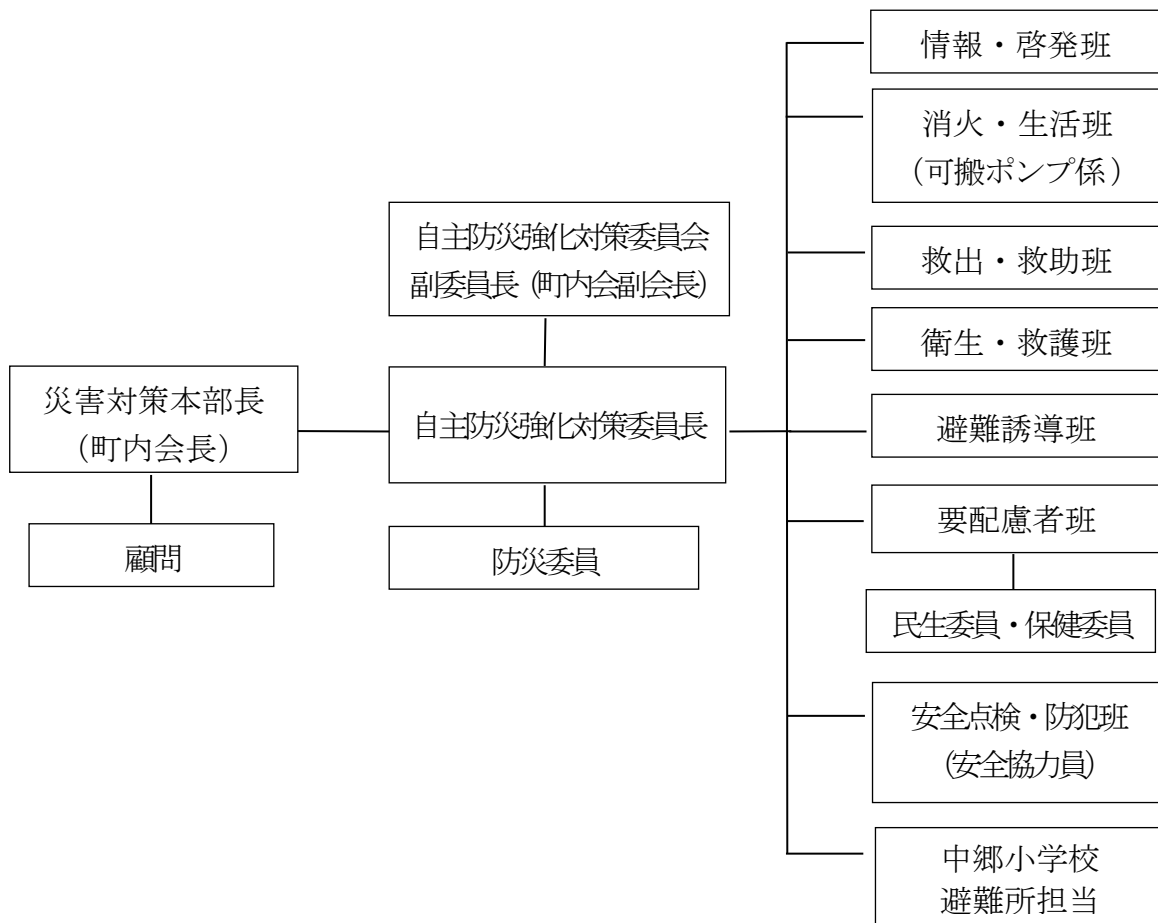 災害対策本部長
（町内会長）
顧問
自主防災強化対策委員会
副委員長（町内会副会長）
自主防災強化対策委員長
防災委員
情報・啓発班
消火・生活班
（可搬ポンプ係）
救出・救助班
衛生・救護班
避難誘導班
要配慮者班
民生委員・保健委員
安全点検・防犯班
（安全協力員）
中郷小学校
避難所担当